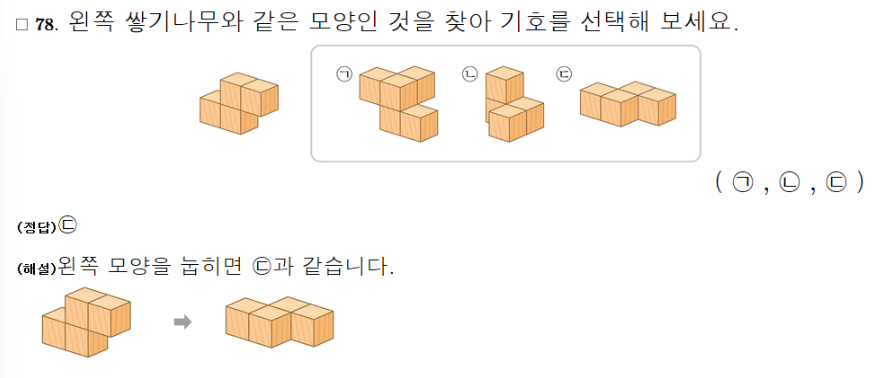 □ 78. 왼쪽 쌓기나무와 같은 모양인 것을 찾아 기호를 선택해 보세요.
㉠ ㉡ ㉢
( ㉠ , ㉡ , ㉢ )
(정답)㉢
(해설)왼쪽 모양을 눕히면 ㉢과 같습니다.